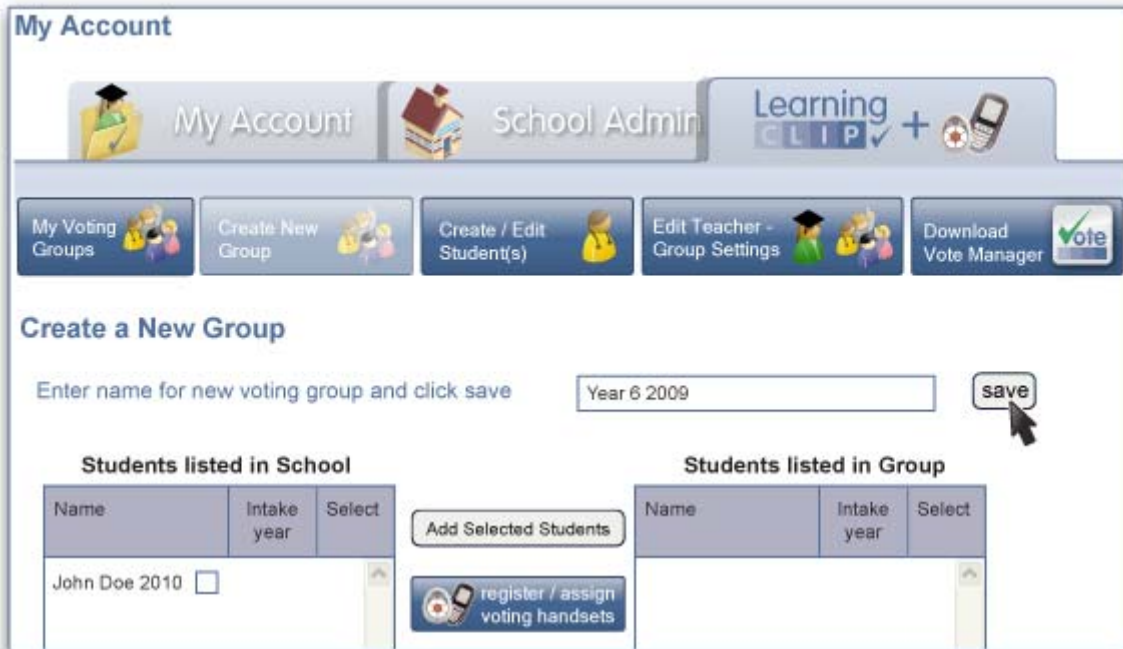 My Account
My Account
School Admin
Learning
CLIP +
My Voting
Groups
Create New
Group
Create / Edit
Student(s)
Edit Teacher -
Group Settings
Download
Vote Manager
Vote
Create a New Group
Enter name for new voting group and click save
Year 6 2009
save
Students listed in School
Students listed in Group
Name
Intake
year
Select
Add Selected Students
Name
Intake
year
Select
John Doe 2010
register / assign
voting handsets